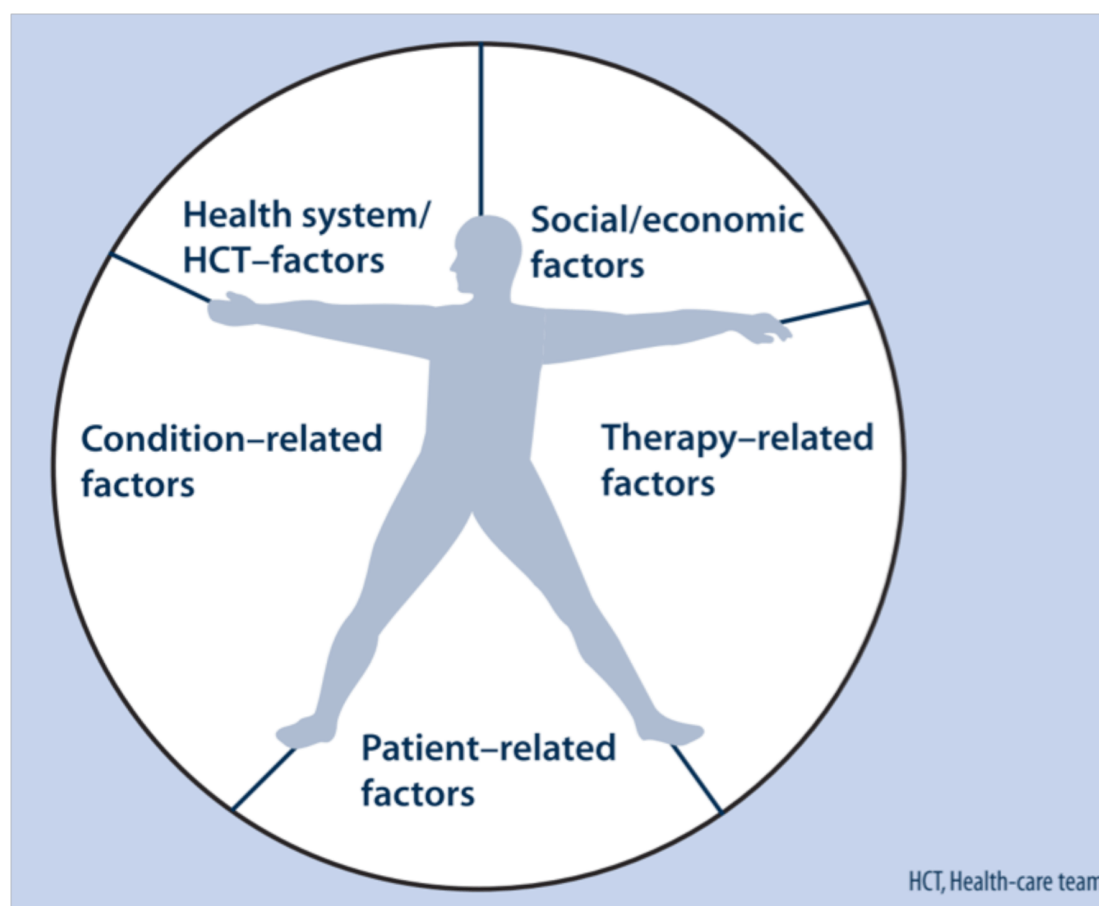 Health system/
HCT–factors
Social/economic
factors
Condition–related
factors
Therapy–related
factors
Patient–related
factors
HCT, Health-care team